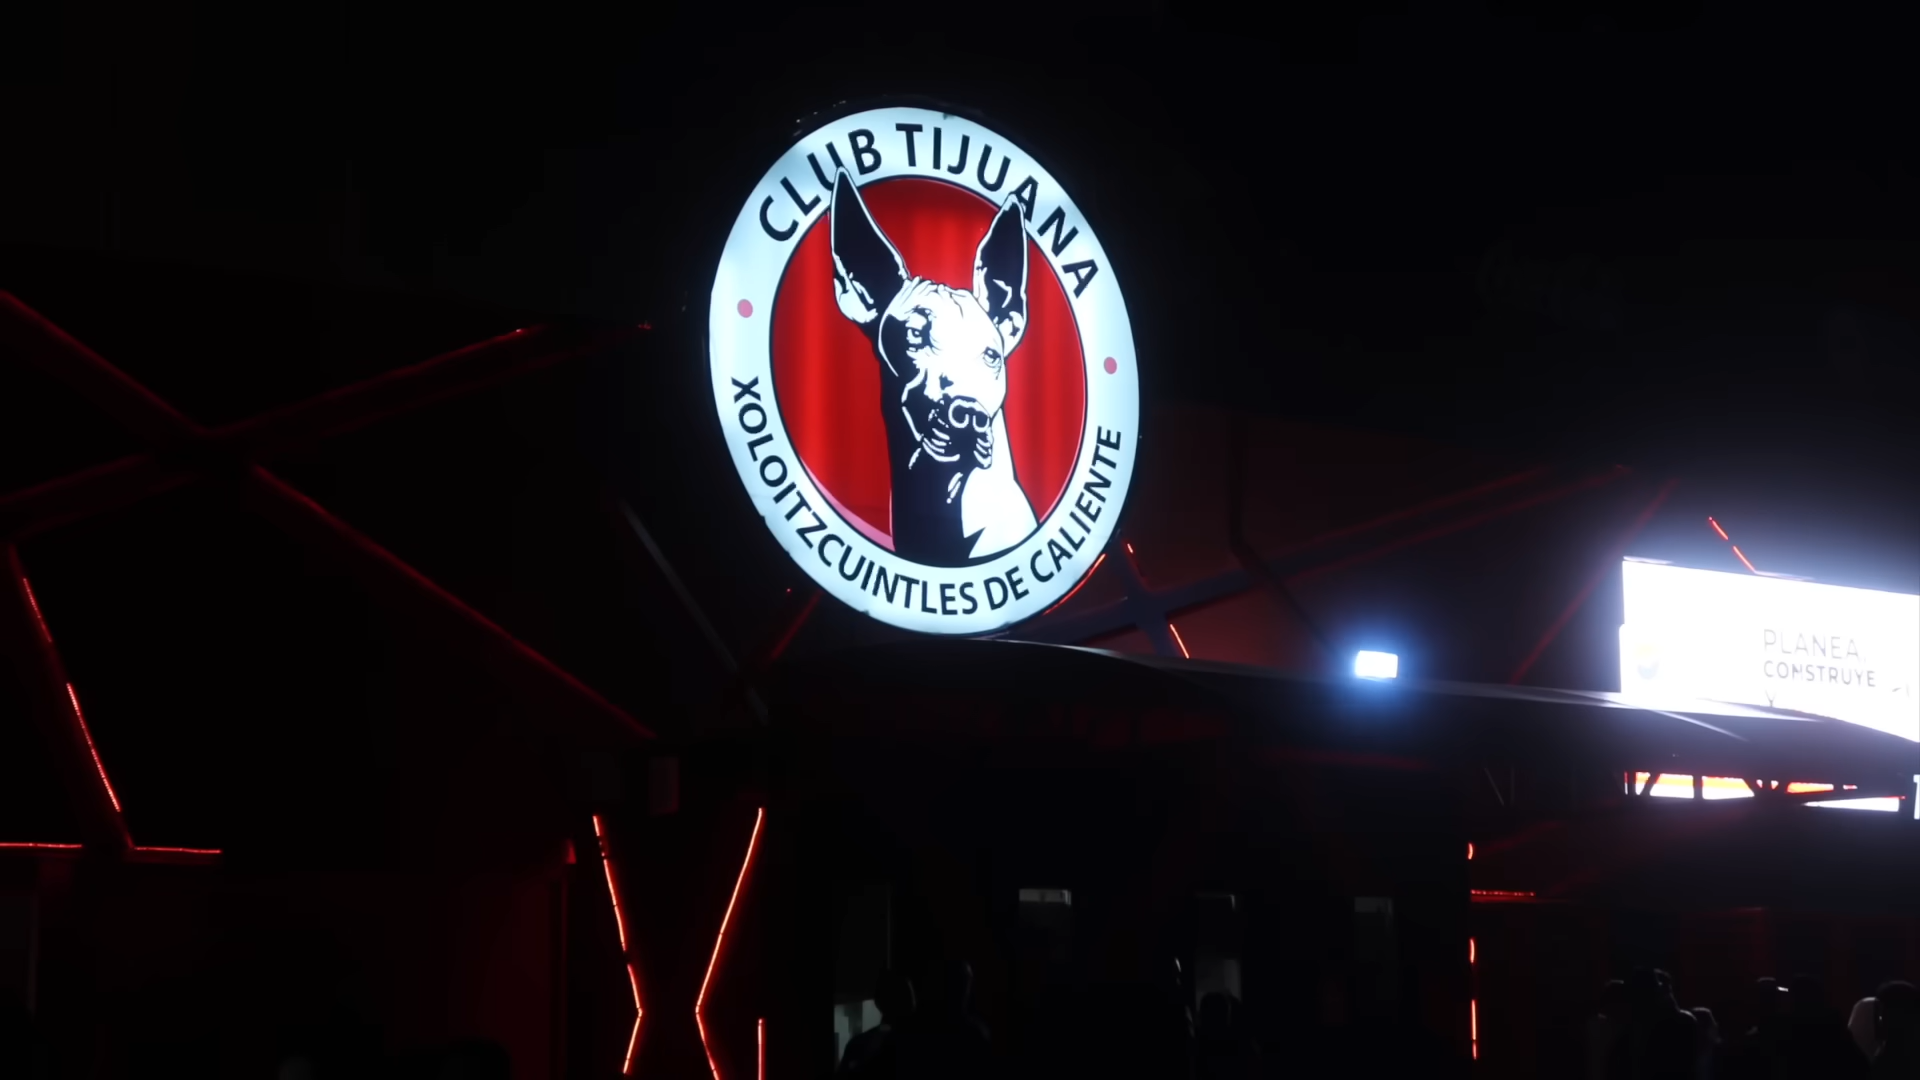 CLUB TIJUANA
XOLOITZCUINTLES DE CALIENTE
PLANEA,
CONSTRUYE
Y